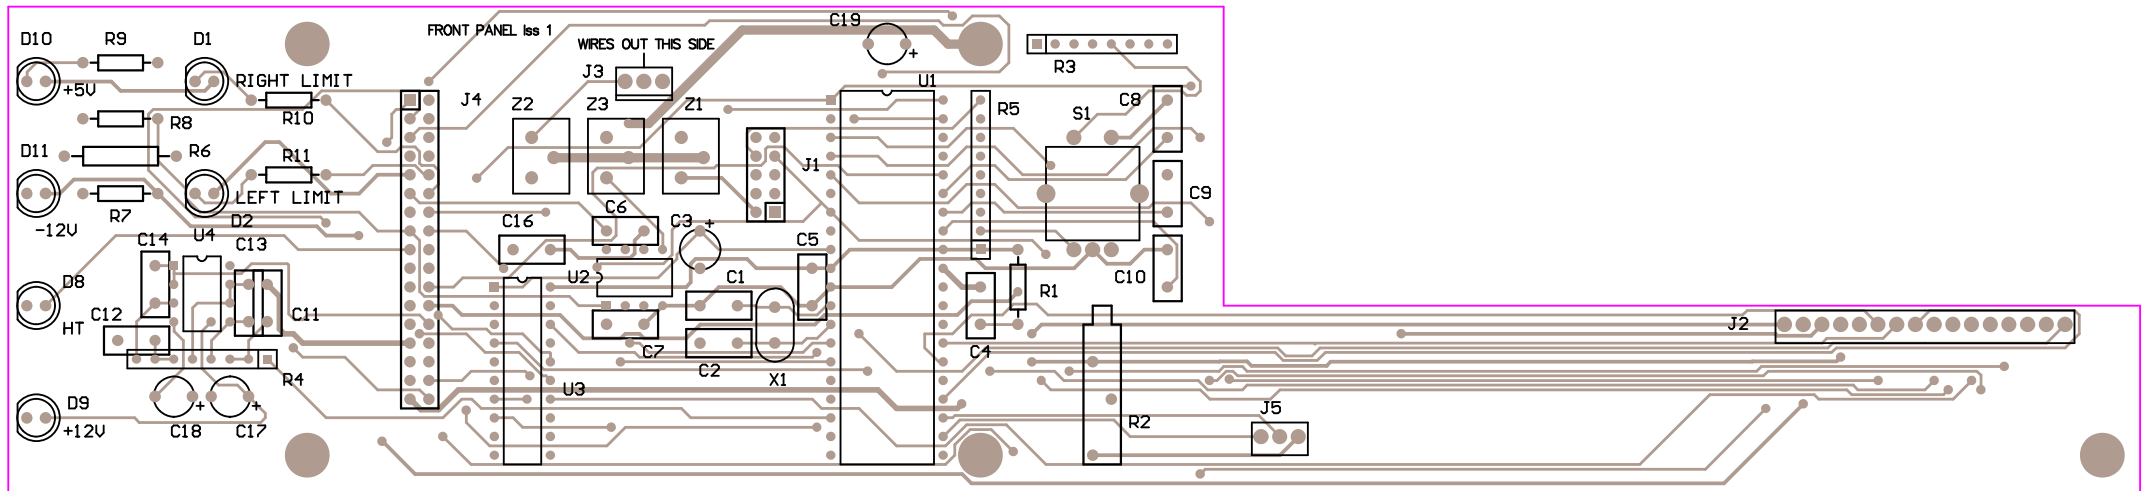 FRONT PANEL Iss 1
C19
D10
R9
D1
WIRES OUT THIS SIDE
R3
J3
RIGHT LIMIT
U1
+5V
J4
Z2
Z3
Z1
R5
S1
C8
R10
R8
D11
R6
R11
J1
C9
LEFT LIMIT
R7
D2
C16
C6
C3
+
-12V
C14
U4
C13
C5
D8
U2
C1
C10
R1
C12
C11
HT
J2
C7
C4
R4
U3
C2
X1
D9
+
+
J5
+12V
C18
C17
R2
+